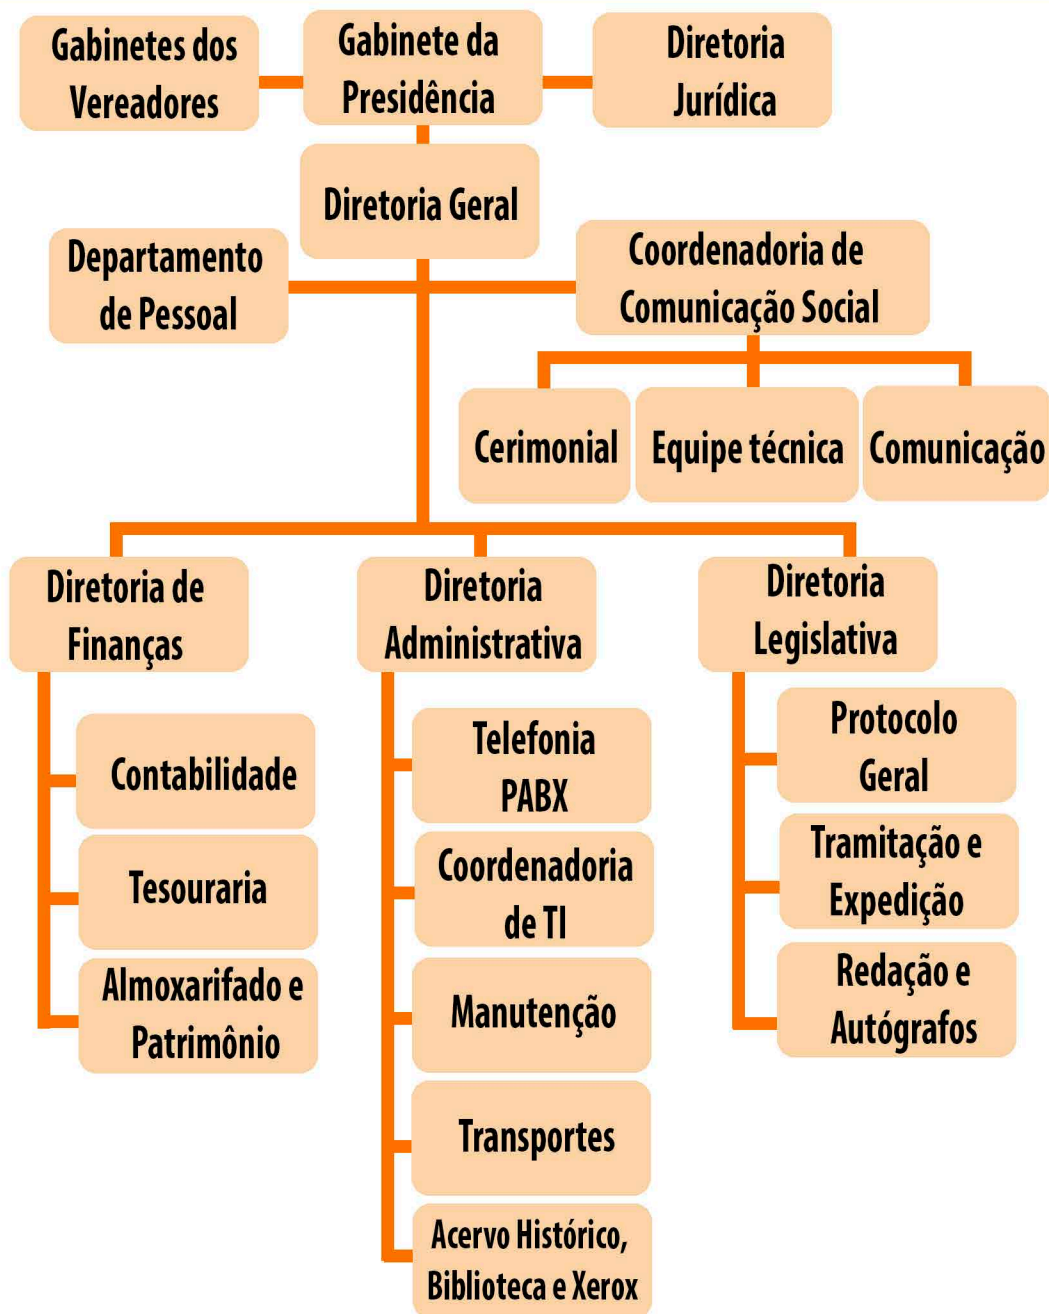 Gabinetes dos
Vereadores
Gabinete da
Presidência
Diretoria
Jurídica
Diretoria Geral
Departamento
de Pessoal
Coordenadoria de
Comunicação Social
Cerimonial
Equipe técnica
Comunicação
Diretoria de
Finanças
Contabilidade
Tesouraria
Almoxarifado e
Patrimônio
Diretoria
Administrativa
Telefonia
PABX
Coordenadoria
de TI
Manutenção
Transportes
Acervo Histórico,
Biblioteca e Xerox
Diretoria
Legislativa
Protocolo
Geral
Tramitação e
Expedição
Redação e
Autógrafos